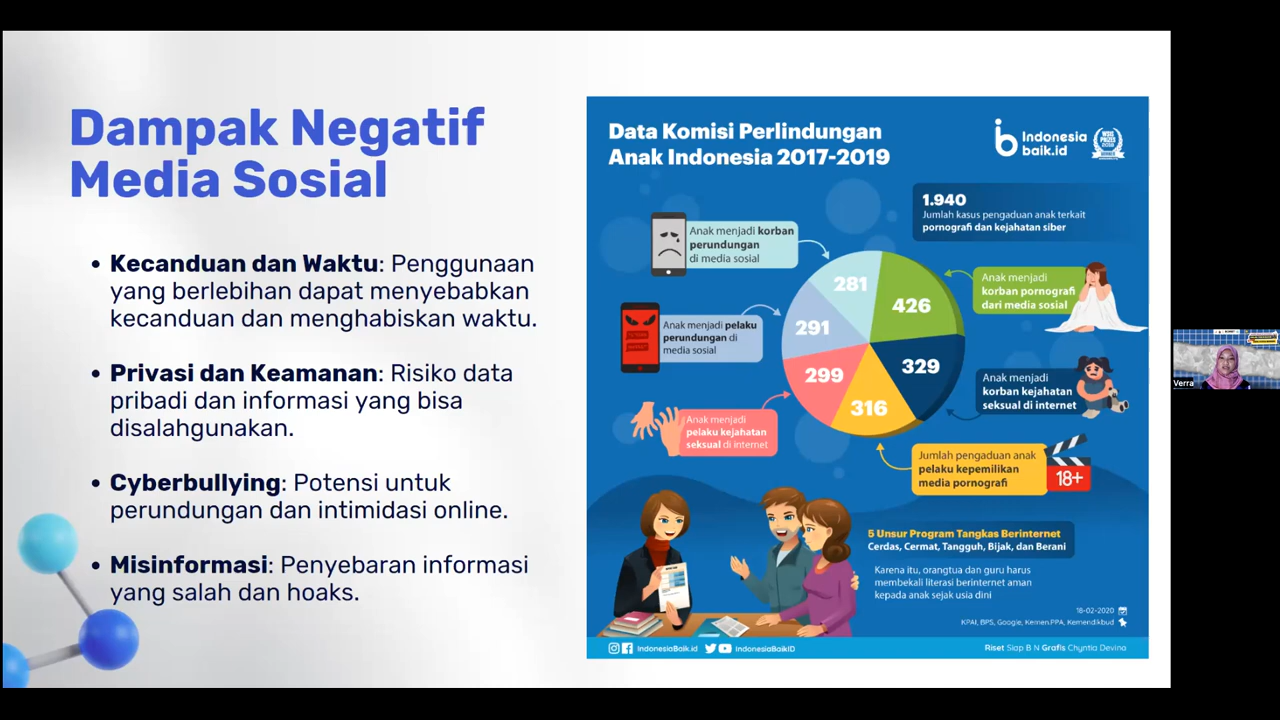 Dampak Negatif
Media Sosial
• Kecanduan dan Waktu: Penggunaan
yang berlebihan dapat menyebabkan
kecanduan dan menghabiskan waktu.
• Privasi dan Keamanan: Risiko data
pribadi dan informasi yang bisa
disalahgunakan.
• Cyberbullying: Potensi untuk
perundungan dan intimidasi online.
• Misinformasi: Penyebaran informasi
yang salah dan hoaks.
Data Komisi Perlindungan
Anak Indonesia 2017-2019
Indonesia
baik.id
1.940
Jumlah kasus pengaduan anak terkait
pornografi dan kejahatan siber
Anak menjadi korban
perundungan
di media sosial
Anak menjadi pelaku
perundungan di
media sosial
Anak menjadi
pelaku kejahatan
seksual di internet
281
426
291
329
299
316
Anak menjadi
korban pornografi
dari media sosial
Anak menjadi
korban kejahatan
seksual di internet
Jumlah pengaduan anak
pelaku kepemilikan
media pornografi
18+
5 Unsur Program Tangkas Berinternet
Cerdas, Cermat, Tangguh, Bijak, dan Berani
Karena itu, orangtua dan guru harus
membekali literasi berinternet aman
kepada anak sejak usia dini
18-02-2020
KPAI, BPS, Google, Kemen.PPA, Kemendikbud
IndonesiaBaik.id
IndonesiaBaikID
Riset Siap B N Grafis Chyntia Devina
Verra